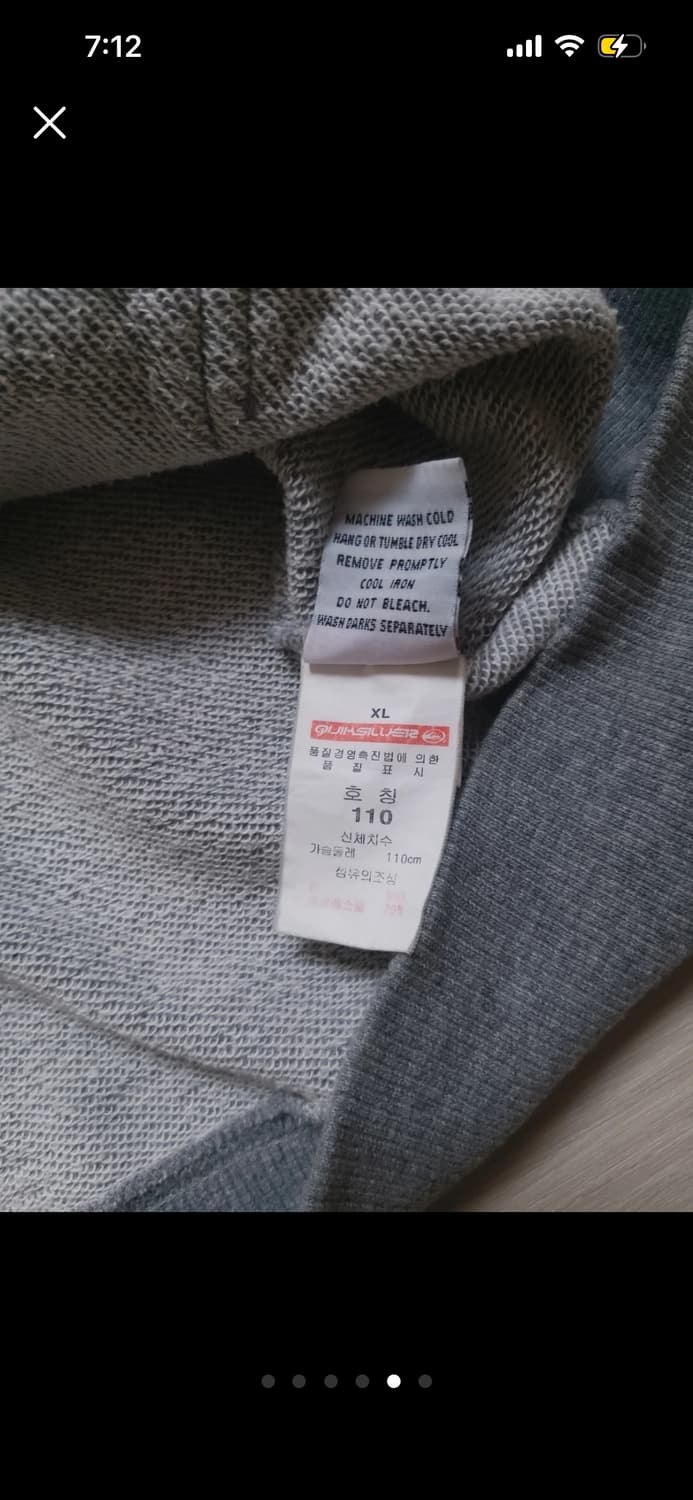 7:12
MACHINE WASH COLD
HANG OR TUMBLE DRY COOL
REMOVE PROMPTLY
COOL IRON
DO NOT BLEACH.
WASH DARKS SEPARATELY
XL
QUIKSILVER
품질경영촉진법에 의한
품 질 표 시
호 칭
110
신체치수
가슴둘레 110cm
섬유의조성